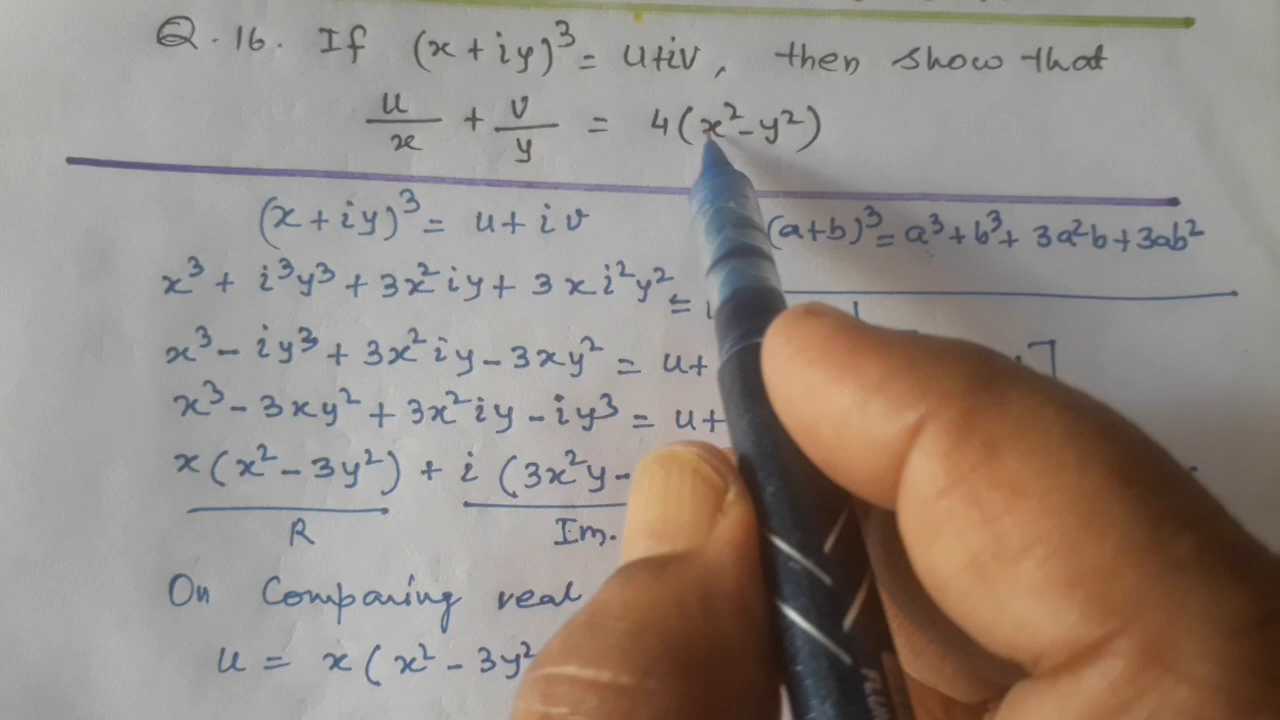 Q.16. If (x+iy)³ = u+iv, then show that
u/x + v/y = 4(x²-y²)
(x+iy)³ = u+iv
(a+b)³ = a³+b³+3a²b+3ab²
x³ + i³y³ + 3x²iy + 3xi²y² =
x³ - iy³ + 3x²iy - 3xy² = u+
x³ - 3xy² + 3x²iy - iy³ = u+
x(x²-3y²) + i(3x²y-
R Im.
On Comparing real
u = x(x²-3y²